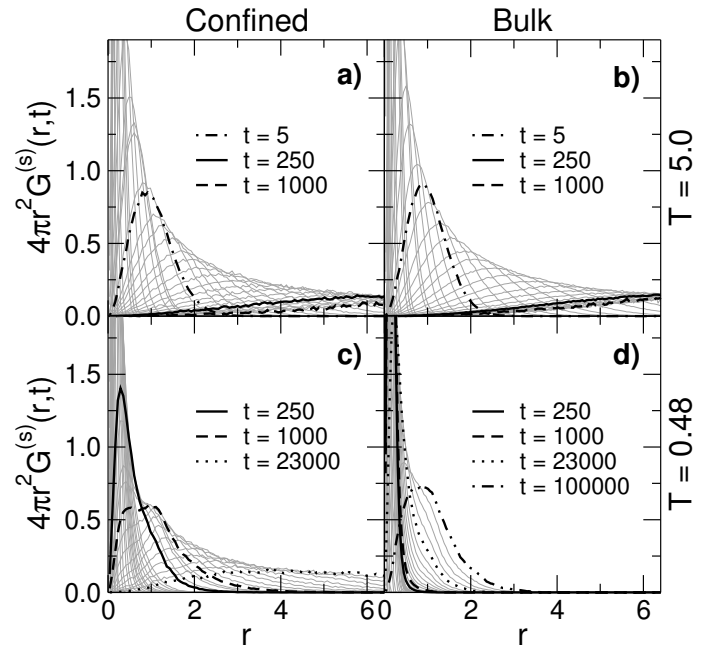 Confined
Bulk
a)
b)
4πr²G⁽ˢ⁾(r,t)
1.5
1.0
0.5
0.0
t = 5
t = 250
t = 1000
t = 5
t = 250
t = 1000
T = 5.0
c)
d)
4πr²G⁽ˢ⁾(r,t)
1.5
1.0
0.5
0.0
t = 250
t = 1000
t = 23000
t = 250
t = 1000
t = 23000
t = 100000
T = 0.48
0 2 4 6 0 2 4 6
r r